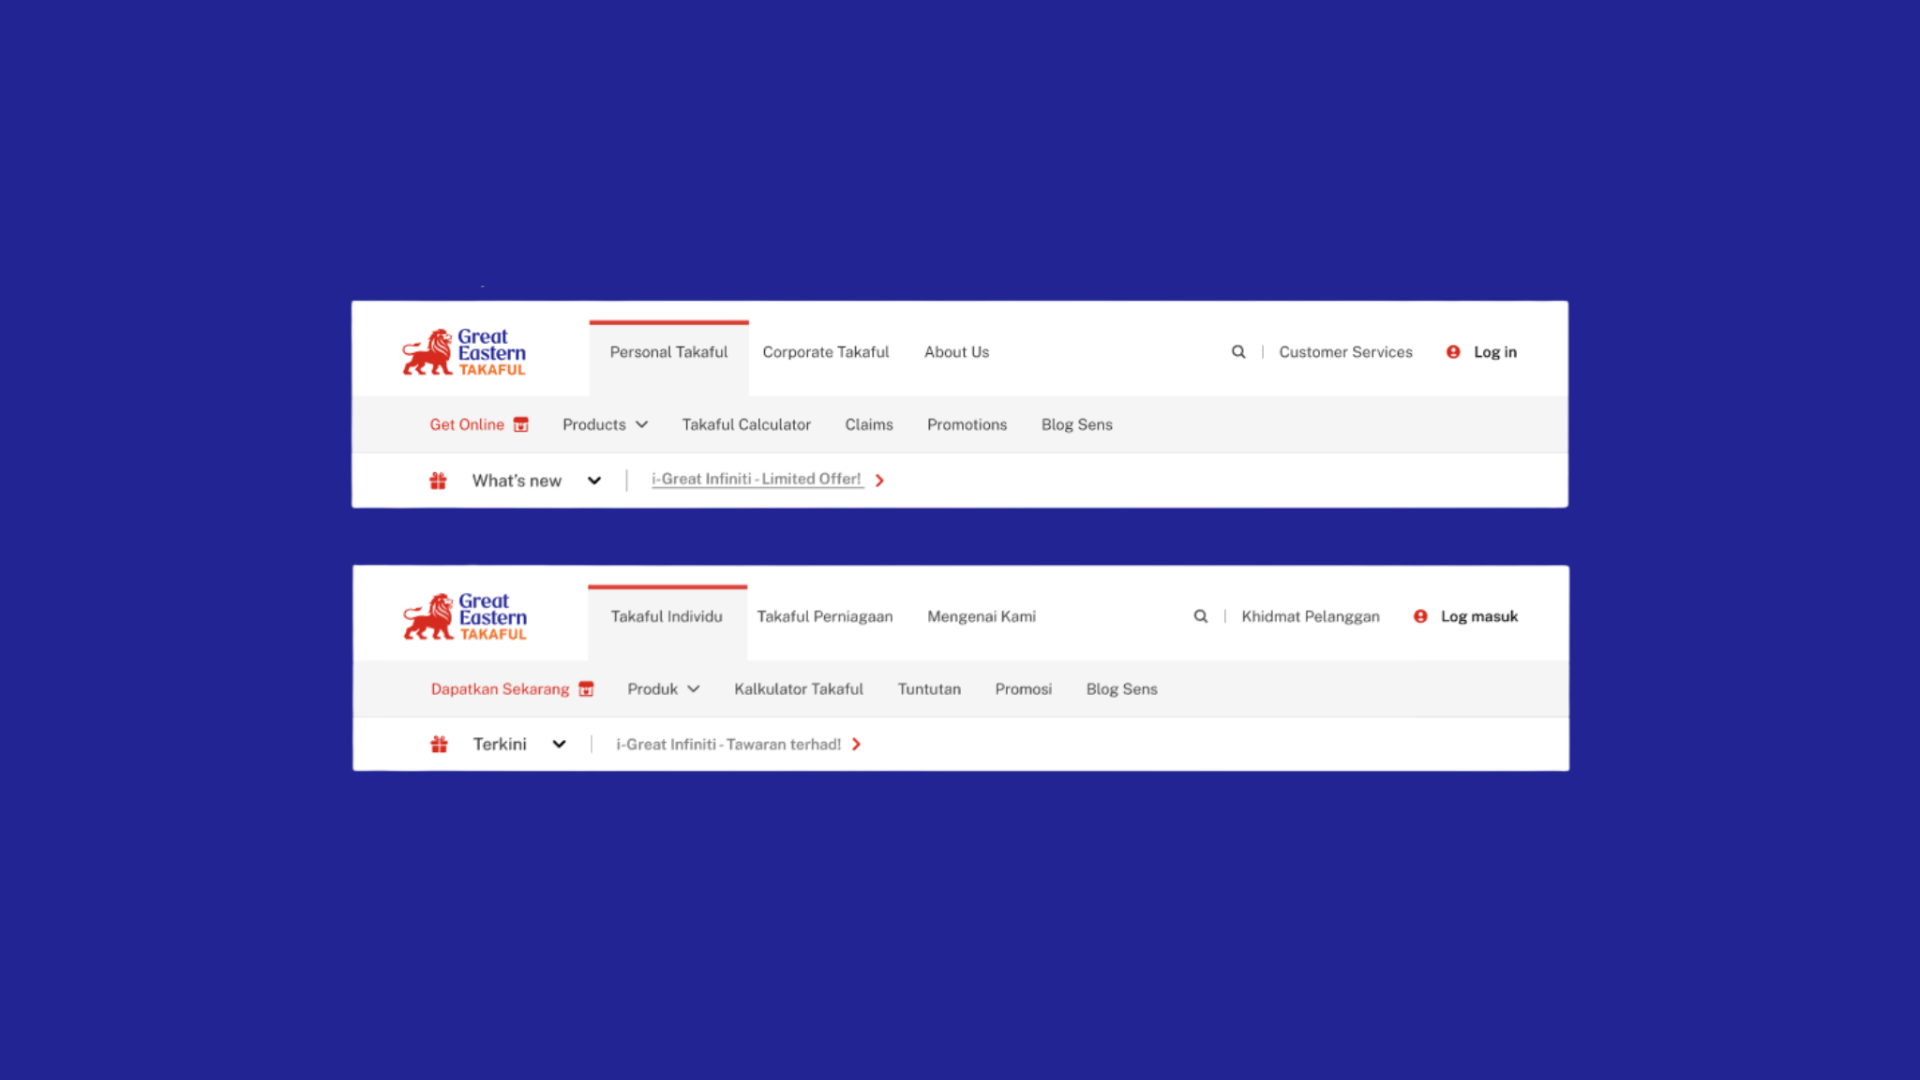 Great
Eastern
TAKAFUL
Personal Takaful Corporate Takaful About Us Customer Services Log in
Get Online Products Takaful Calculator Claims Promotions Blog Sens
What's new i-Great Infiniti - Limited Offer!
Great
Eastern
TAKAFUL
Takaful Individu Takaful Perniagaan Mengenai Kami Khidmat Pelanggan Log masuk
Dapatkan Sekarang Produk Kalkulator Takaful Tuntutan Promosi Blog Sens
Terkini i-Great Infiniti - Tawaran terhad!